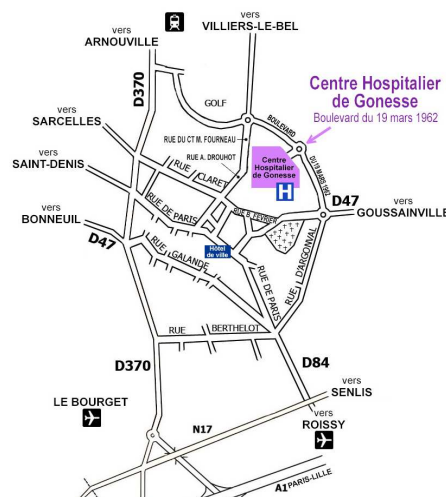 vers
ARNOUVILLE
vers
VILLIERS-LE-BEL
D370
vers
SARCELLES
GOLF
BOULEVARD
DU 19 MARS 1962
Centre Hospitalier
de Gonesse
Boulevard du 19 mars 1962
RUE DU CT M. FOURNEAU
RUE A. DROUHOT
Centre
Hospitalier
de Gonesse
H
vers
SAINT-DENIS
RUE CLARET
vers
BONNEUIL
RUE DE PARIS
RUE B. FÉVRIER
D47
vers
GOUSSAINVILLE
D47
RUE GALANDE
Hôtel
de ville
RUE DE PARIS
RUE D'ARGONVAL
RUE BERTHELOT
D370
D84
vers
SENLIS
LE BOURGET
N17
vers
ROISSY
A1 PARIS-LILLE